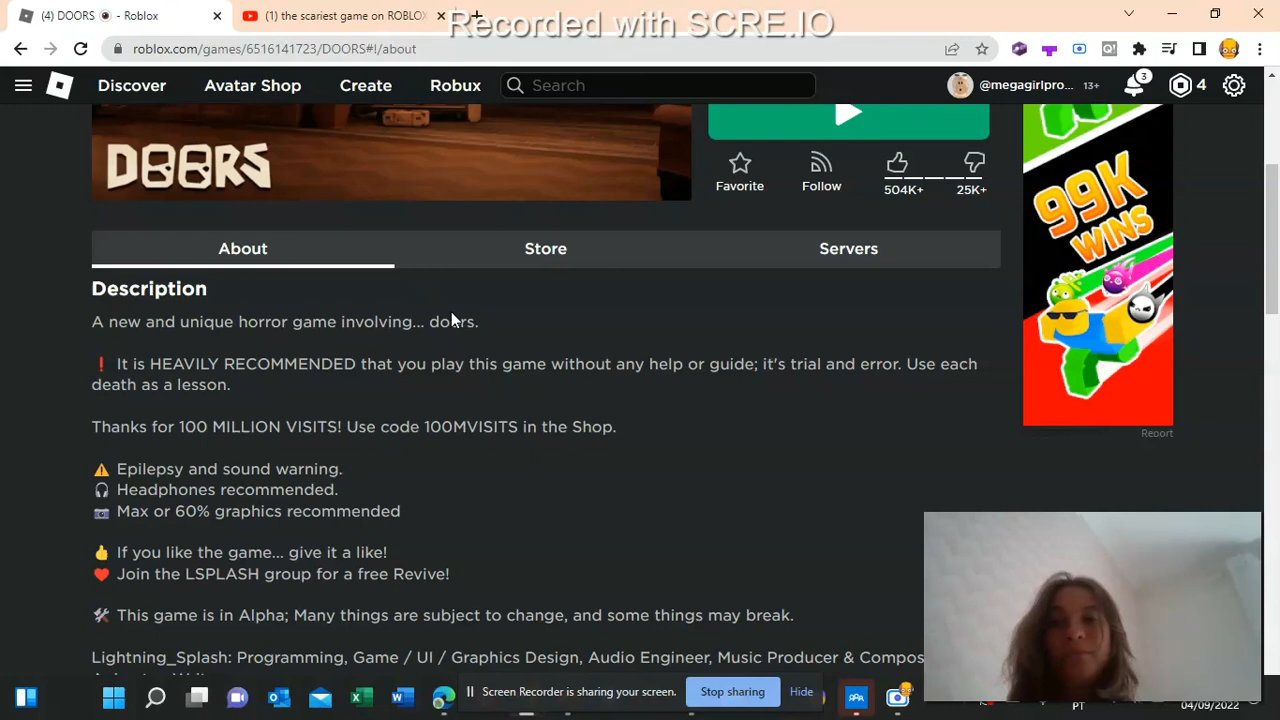 (4) DOORS - Roblox
(1) the scariest game on ROBLOX
Recorded with SCRE.IO
roblox.com/games/6516141723/DOORS#!/about
Discover
Avatar Shop
Create
Robux
Search
@megagirlpro...
13+
3
4
DOORS
Favorite
Follow
504K+
25K+
99K
WINS
About
Store
Servers
Description
A new and unique horror game involving... doors.
❗ It is HEAVILY RECOMMENDED that you play this game without any help or guide; it's trial and error. Use each
death as a lesson.
Report
Thanks for 100 MILLION VISITS! Use code 100MVISITS in the Shop.
⚠️ Epilepsy and sound warning.
🎧 Headphones recommended.
📷 Max or 60% graphics recommended
👍 If you like the game... give it a like!
❤️ Join the LSPLASH group for a free Revive!
🛠️ This game is in Alpha; Many things are subject to change, and some things may break.
Lightning_Splash: Programming, Game / UI / Graphics Design, Audio Engineer, Music Producer & Compos
Screen Recorder is sharing your screen.
Stop sharing
Hide
PT
04/09/2022